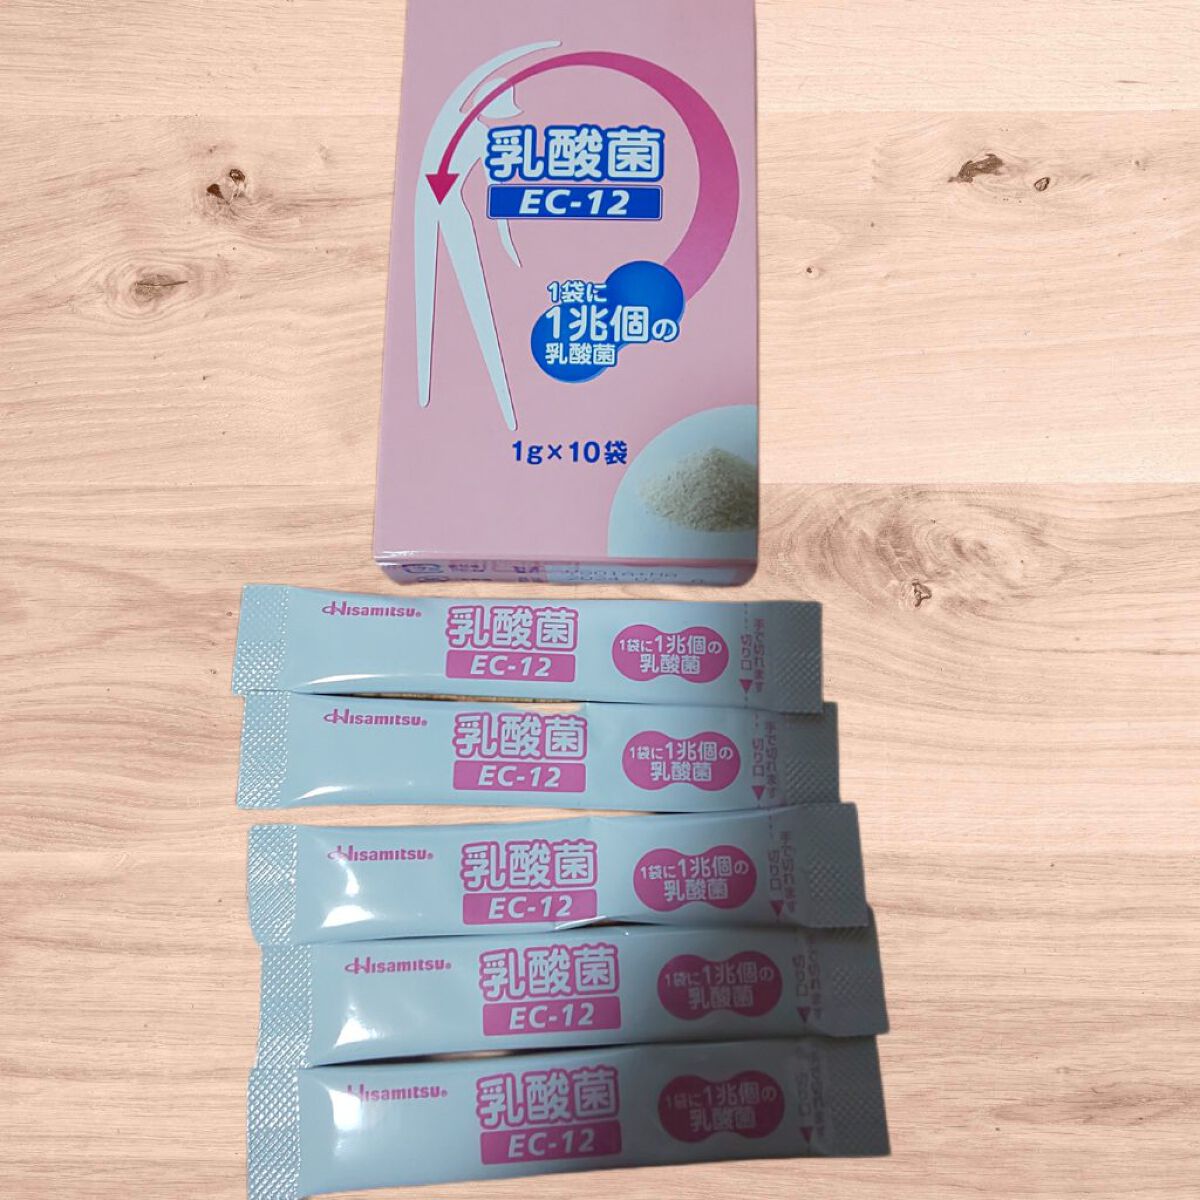 乳酸菌
EC-12
1袋に
1兆個の
乳酸菌
1g×10袋
Hisamitsu®
乳酸菌
EC-12
1袋に1兆個の
乳酸菌
手で切れます
切り口
Hisamitsu®
乳酸菌
EC-12
1袋に1兆個の
乳酸菌
手で切れます
切り口
Hisamitsu®
乳酸菌
EC-12
1袋に1兆個の
乳酸菌
手で切れます
切り口
Hisamitsu®
乳酸菌
EC-12
1袋に1兆個の
乳酸菌
切り口
Hisamitsu®
乳酸菌
EC-12
1袋に1兆個の
乳酸菌